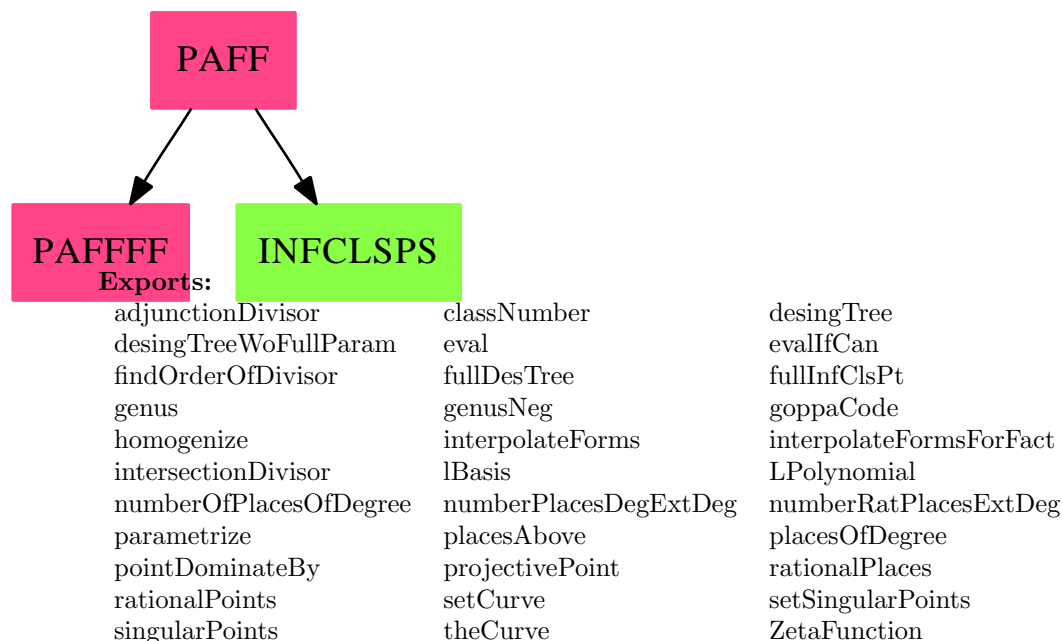 PAFF
PAFFFF INFCLSPS
Exports:
adjunctionDivisor classNumber desingTree
desingTreeWoFullParam eval evalIfCan
findOrderOfDivisor fullDesTree fullInfClsPt
genus genusNeg goppaCode
homogenize interpolateForms interpolateFormsForFact
intersectionDivisor lBasis LPolynomial
numberOfPlacesOfDegree numberPlacesDegExtDeg numberRatPlacesExtDeg
parametrize placesAbove placesOfDegree
pointDominateBy projectivePoint rationalPlaces
rationalPoints setCurve setSingularPoints
singularPoints theCurve ZetaFunction